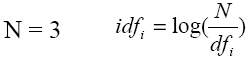 N = 3 idf_i = log(N/df_i)